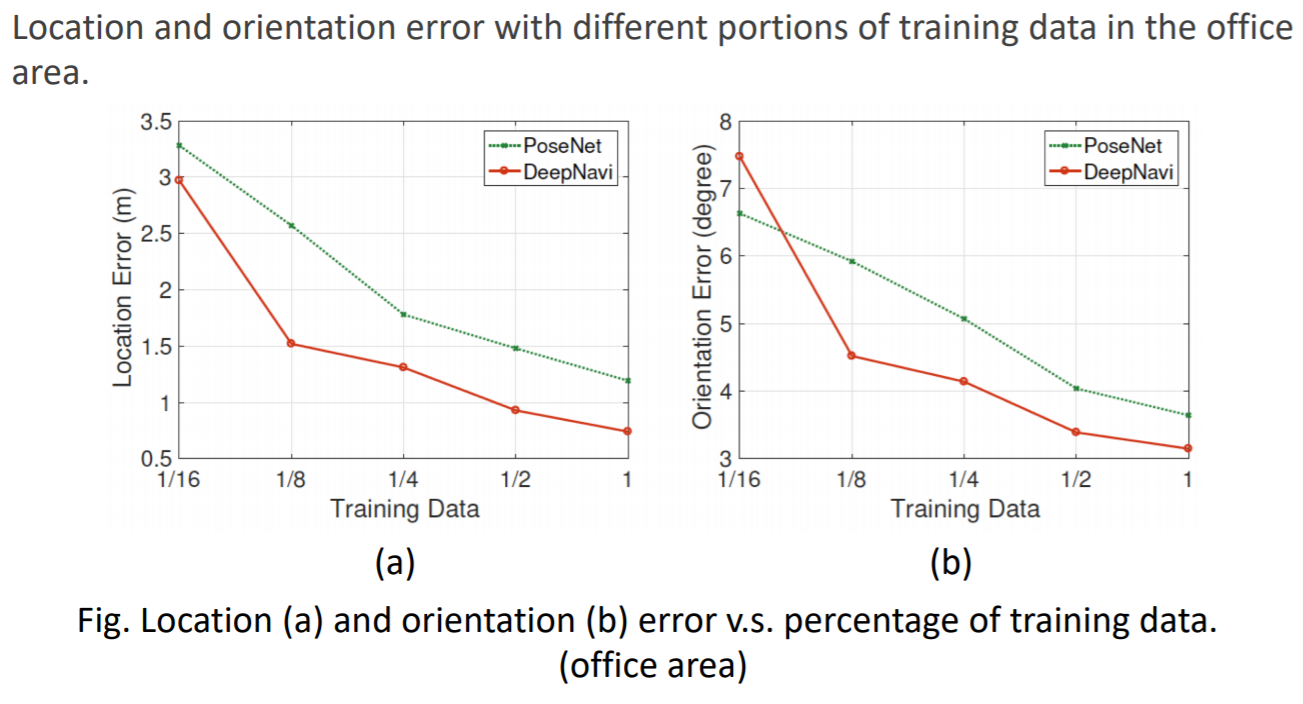 Location and orientation error with different portions of training data in the office
area.
3.5
3
2.5
2
1.5
1
0.5
Location Error (m)
PoseNet
DeepNavi
1/16 1/8 1/4 1/2 1
Training Data
(a)
8
7
6
5
4
3
Orientation Error (degree)
PoseNet
DeepNavi
1/16 1/8 1/4 1/2 1
Training Data
(b)
Fig. Location (a) and orientation (b) error v.s. percentage of training data.
(office area)